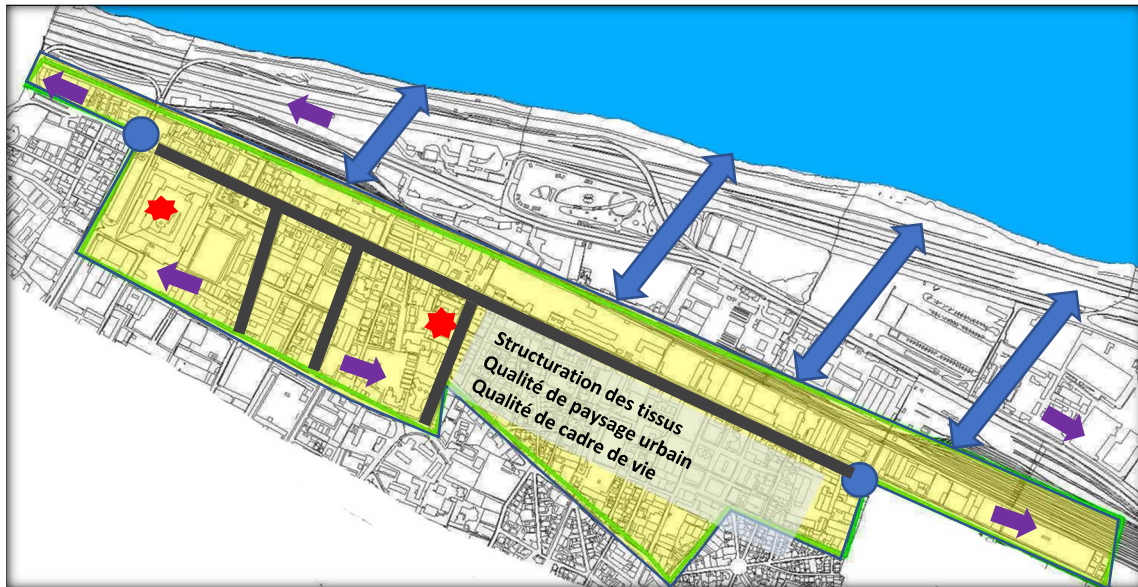 Structuration des tissus
Qualité de paysage urbain
Qualité de cadre de vie